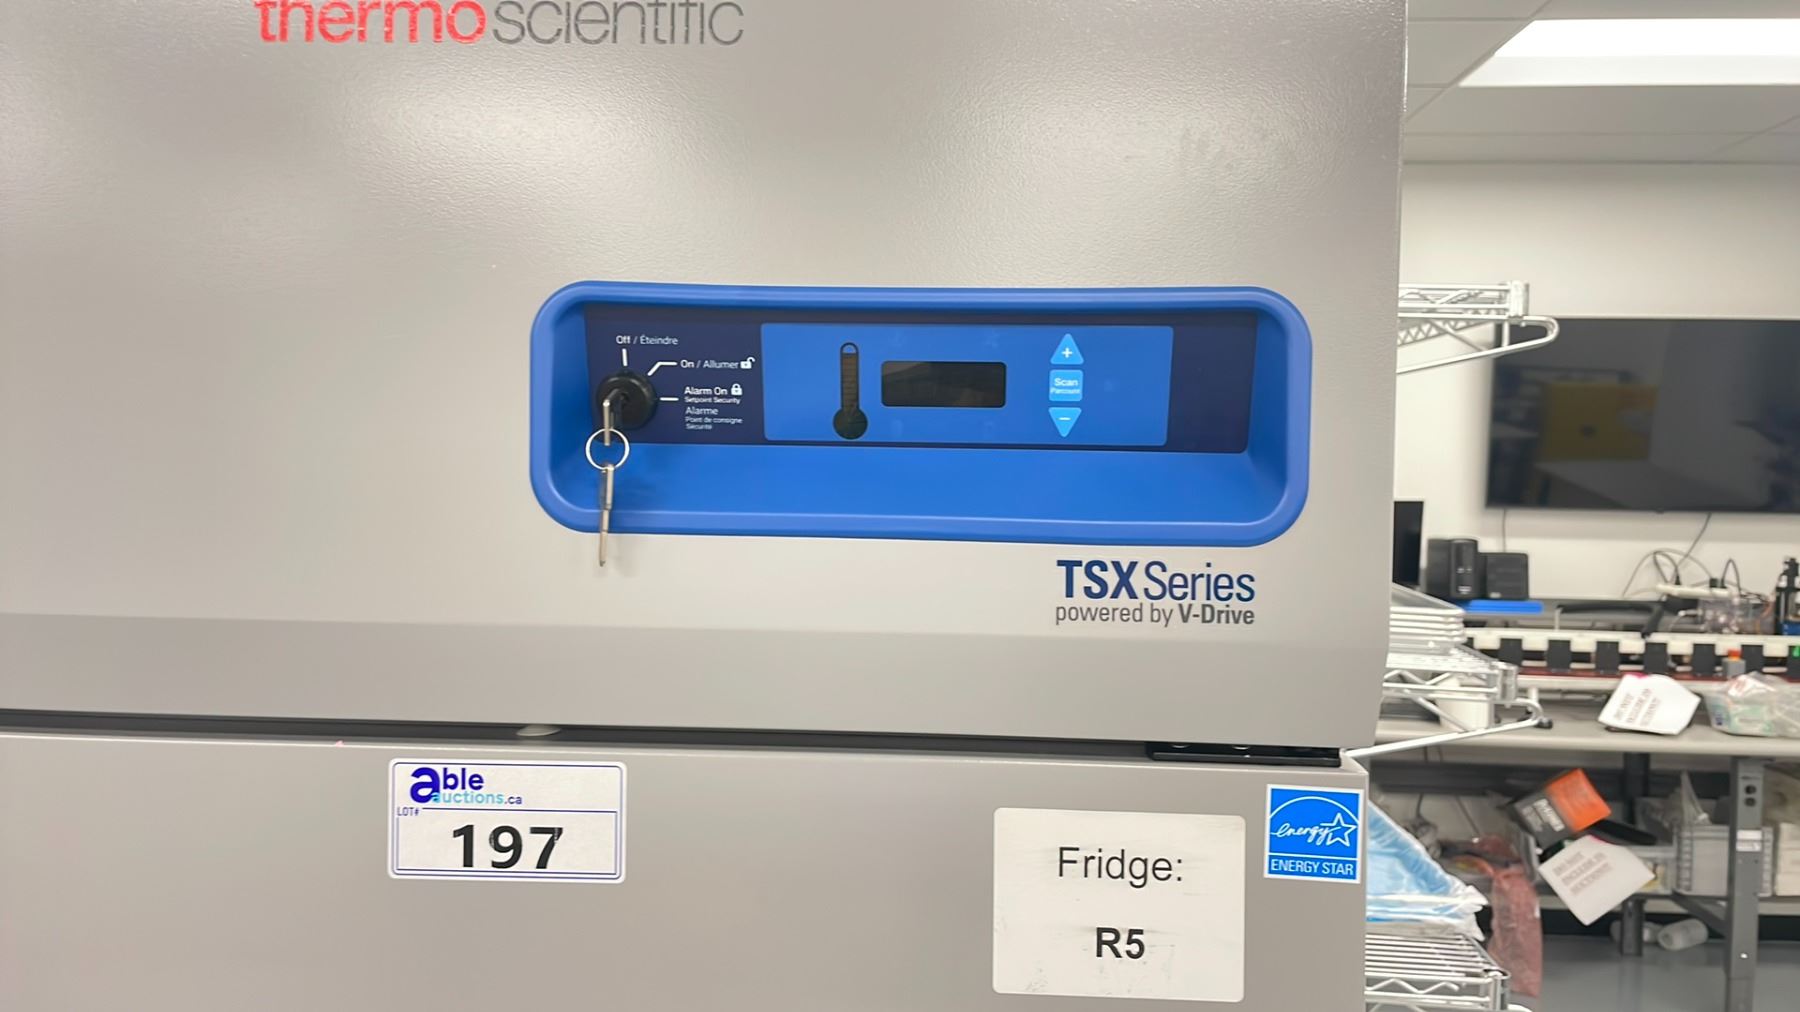 thermo scientific
Off / Éteindre
On / Allumer
Alarm On
Setpoint Security
Alarme
Point de consigne
Sécurité
+
Scan
Parcourir
−
TSX Series
powered by V-Drive
able
auctions.ca
LOT#
197
Fridge:
R5
energy
ENERGY STAR